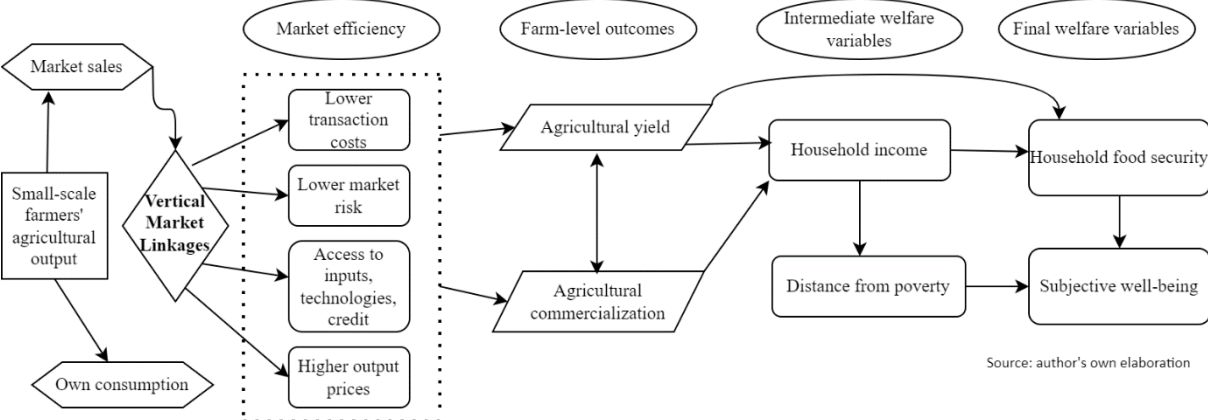 Market efficiency
Farm-level outcomes
Intermediate welfare
variables
Final welfare variables
Market sales
Small-scale
farmers'
agricultural
output
Own consumption
Vertical
Market
Linkages
Lower
transaction
costs
Lower market
risk
Access to
inputs,
technologies,
credit
Higher output
prices
Agricultural yield
Agricultural
commercialization
Household income
Distance from poverty
Household food security
Subjective well-being
Source: author's own elaboration